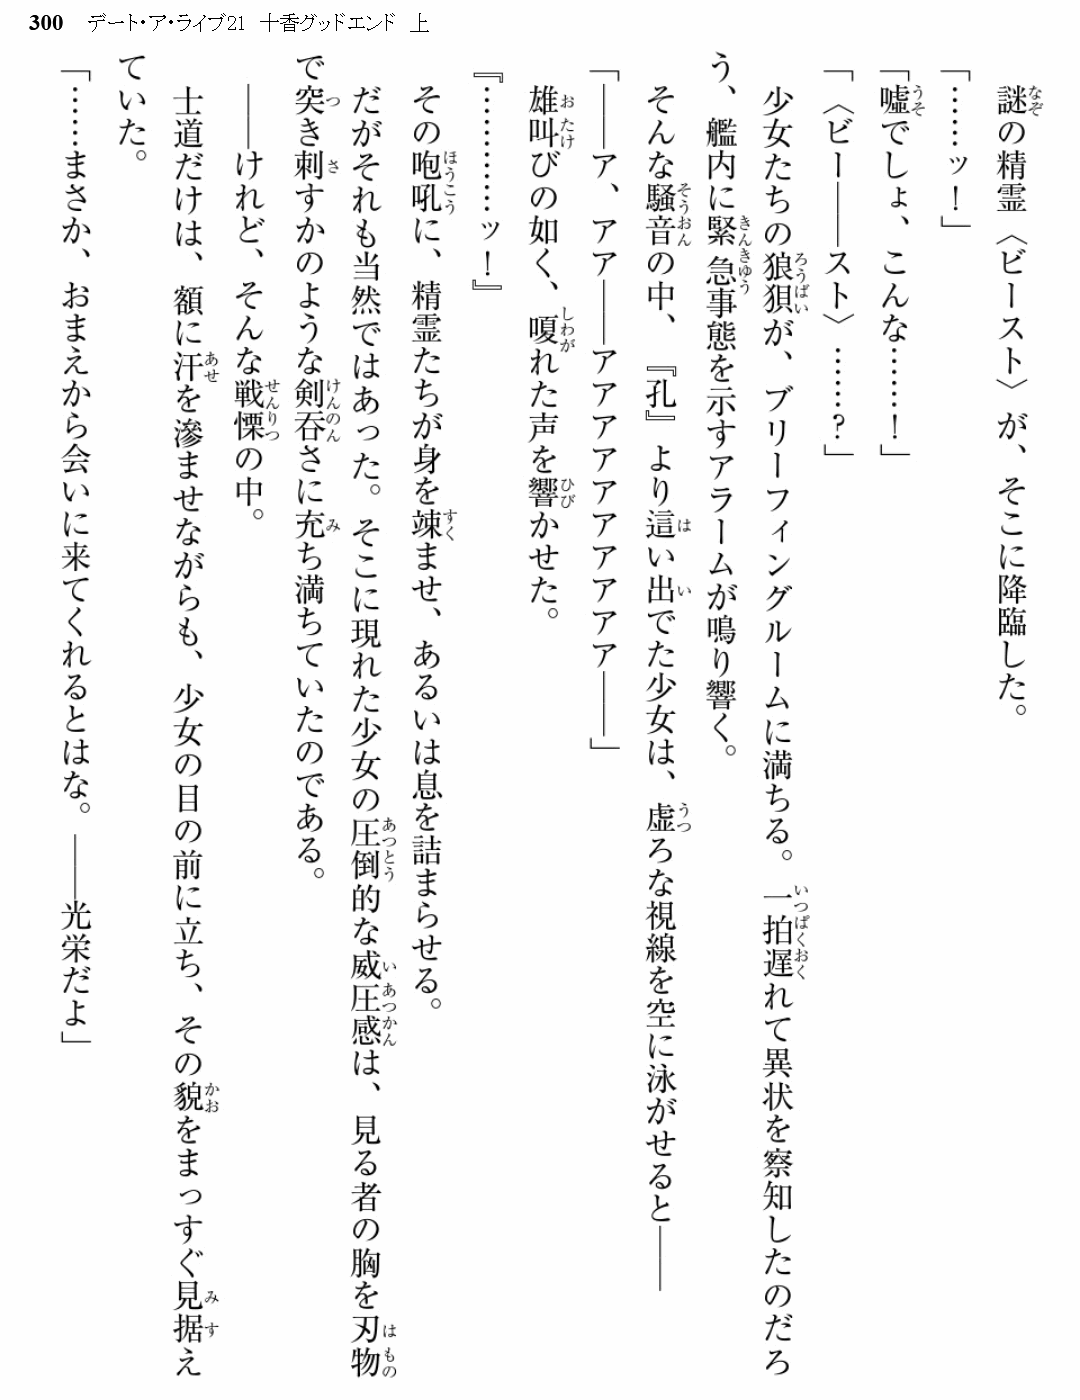 300 デート・ア・ライブ21 十香グッドエンド 上
謎の精霊〈ビースト〉が、そこに降臨した。
「……ッ！」
「嘘でしょ、こんな……！」
「〈ビー――スト〉……？」
少女たちの狼狽が、ブリーフィングルームに満ちる。一拍遅れて異状を察知したのだろ
う、艦内に緊急事態を示すアラームが鳴り響く。
そんな騒音の中、『孔』より這い出でた少女は、虚ろな視線を空に泳がせると――
「――ア、アア――アアアアアアアアアア――」
雄叫びの如く、嗄れた声を響かせた。
『…………ッ！』
その咆吼に、精霊たちが身を竦ませ、あるいは息を詰まらせる。
だがそれも当然ではあった。そこに現れた少女の圧倒的な威圧感は、見る者の胸を刃物
で突き刺すかのような剣呑さに充ち満ちていたのである。
――けれど、そんな戦慄の中。
士道だけは、額に汗を滲ませながらも、少女の目の前に立ち、その貌をまっすぐ見据え
ていた。
「……まさか、おまえから会いに来てくれるとはな。――光栄だよ」